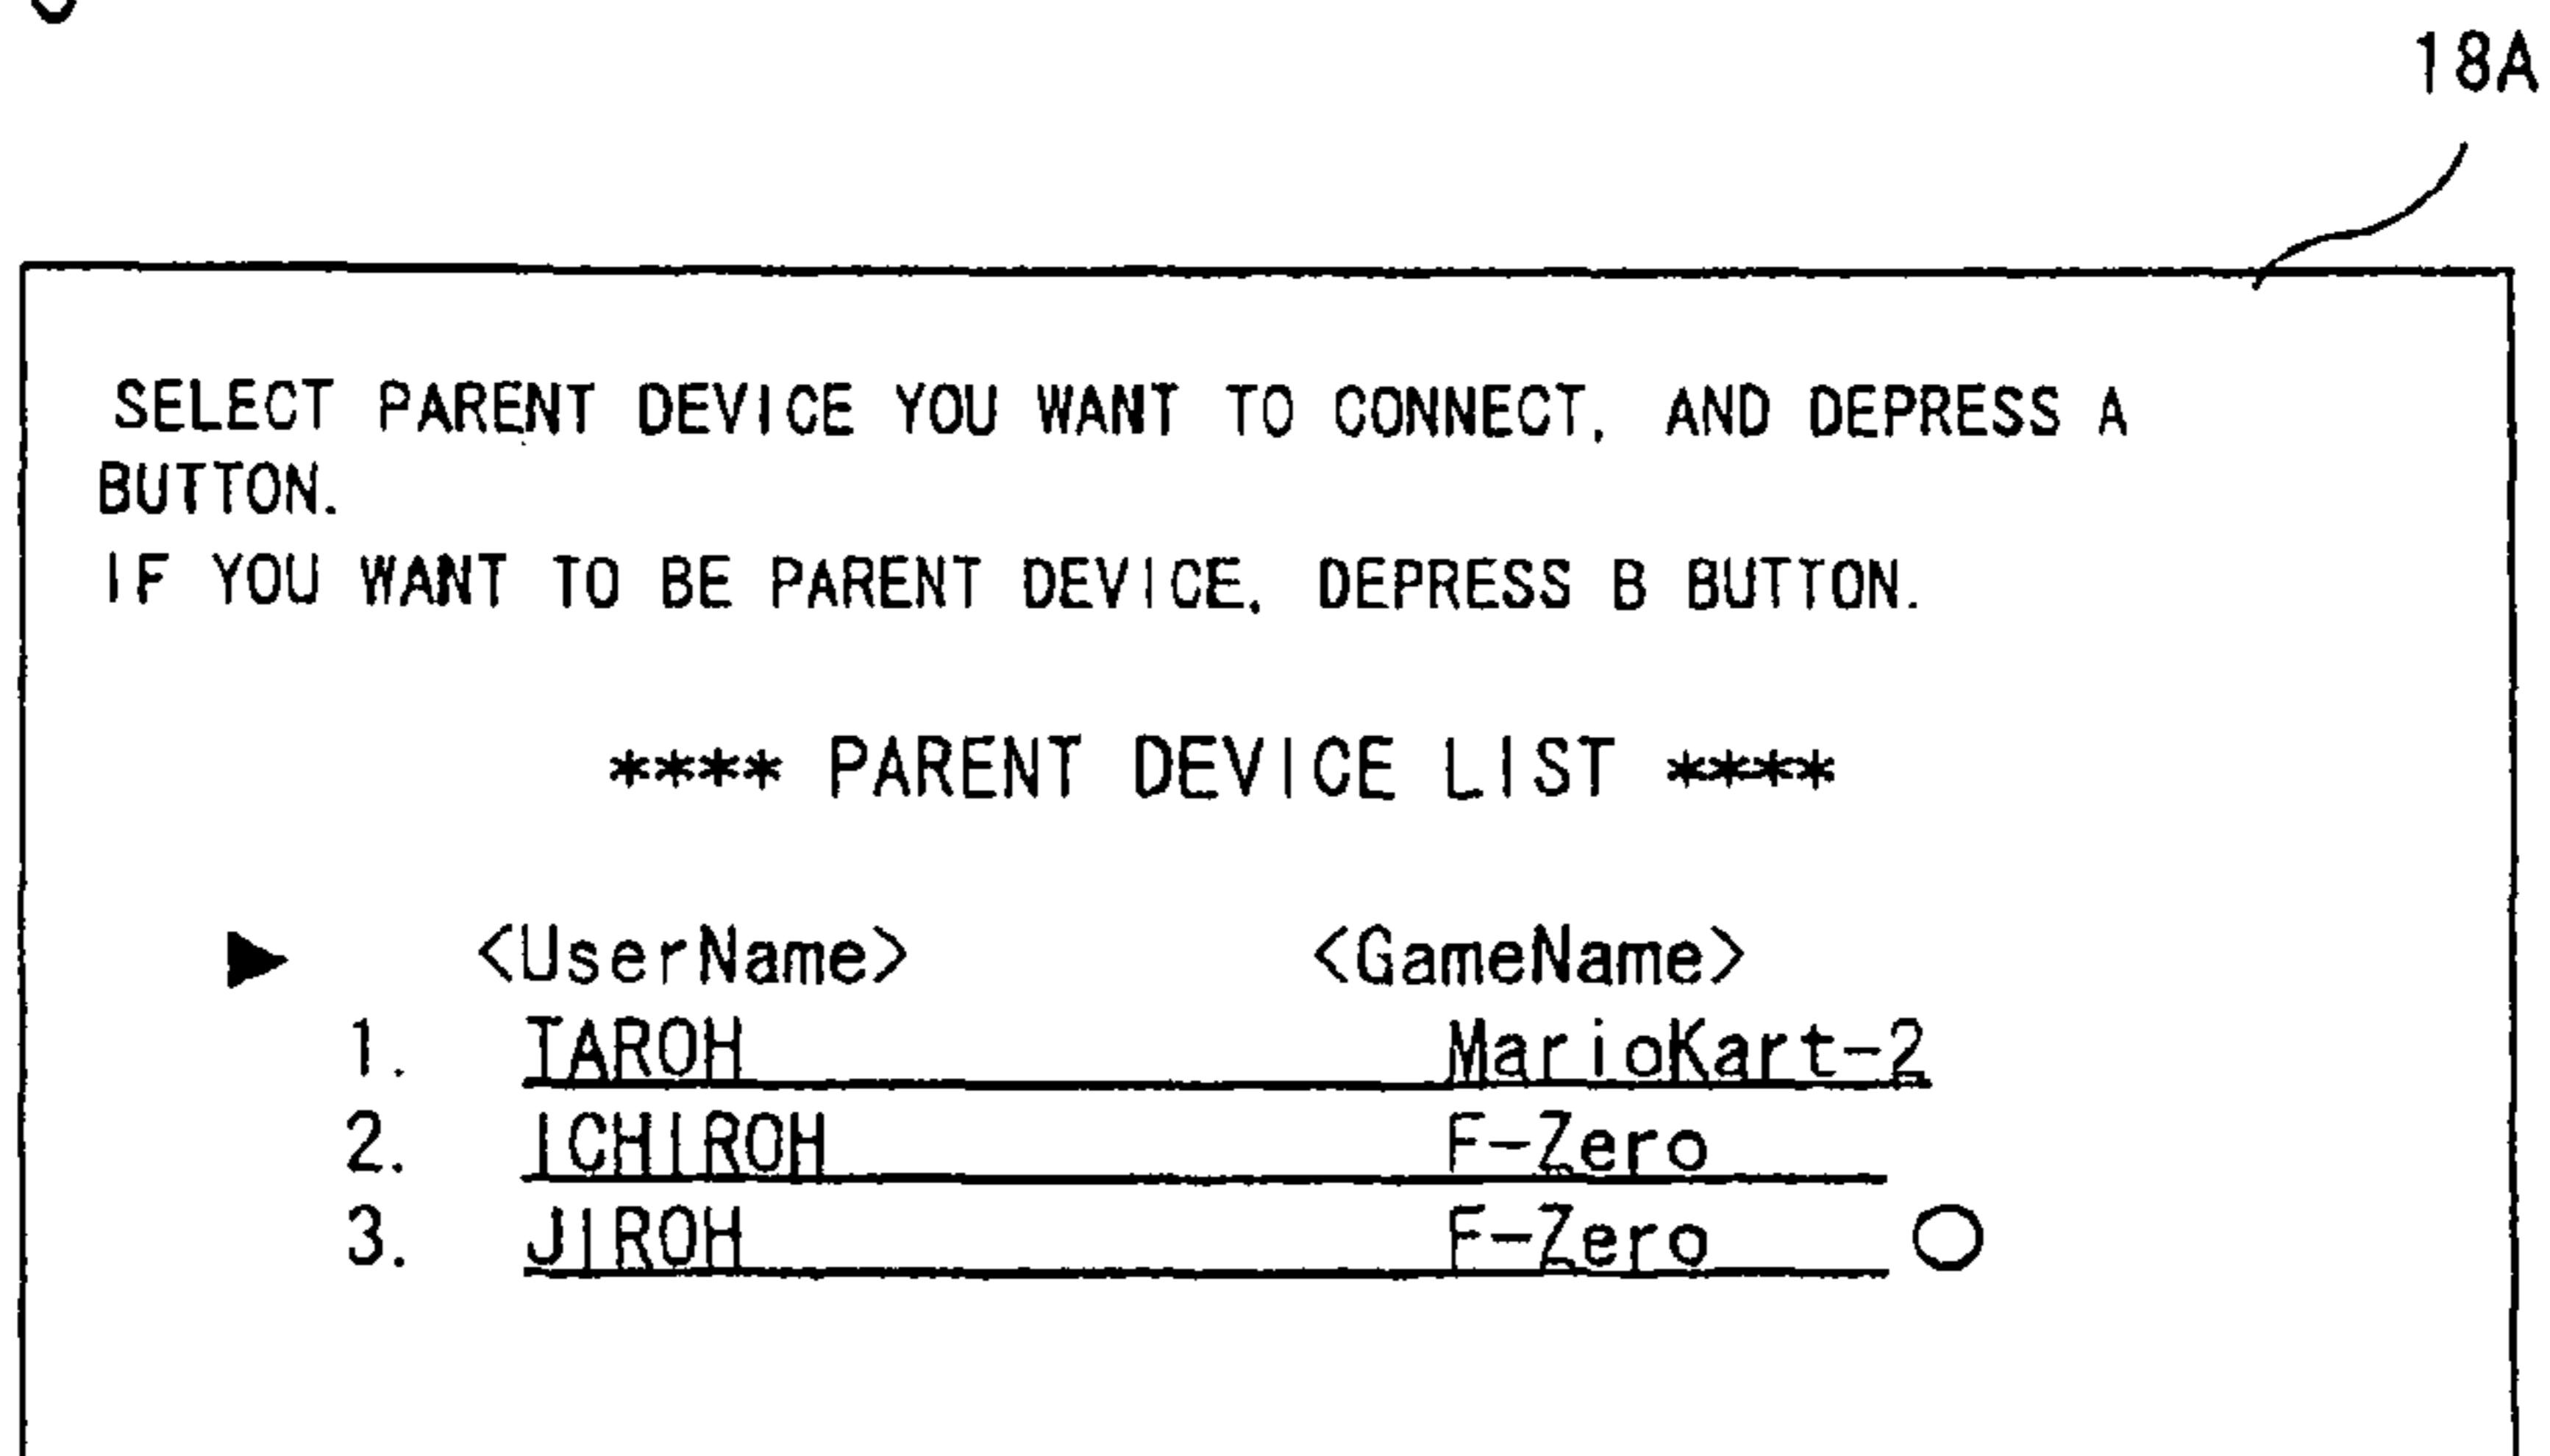 18A
SELECT PARENT DEVICE YOU WANT TO CONNECT, AND DEPRESS A
BUTTON.
IF YOU WANT TO BE PARENT DEVICE, DEPRESS B BUTTON.
**** PARENT DEVICE LIST ****
<UserName> <GameName>
1. TAROH MarioKart-2
2. ICHIROH F-Zero
3. JIROH F-Zero